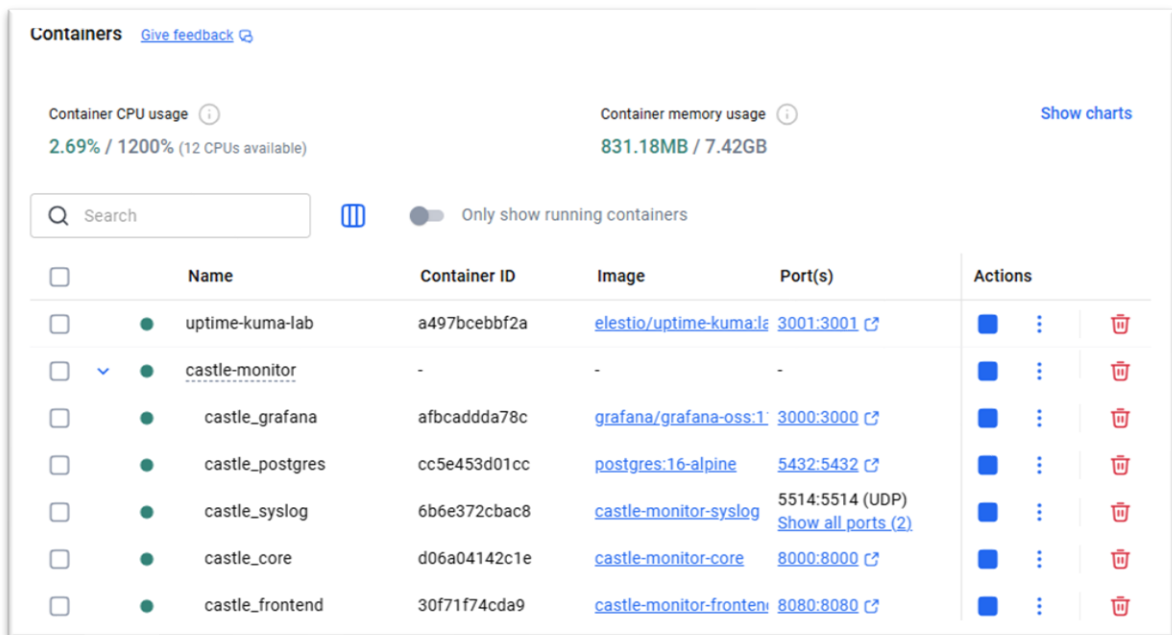 Containers Give feedback
Container CPU usage
Container memory usage
Show charts
2.69% / 1200% (12 CPUs available)
831.18MB / 7.42GB
Search
Only show running containers
Name Container ID Image Port(s) Actions
uptime-kuma-lab a497bcebbf2a elestio/uptime-kuma:la 3001:3001
castle-monitor - - -
castle_grafana afbcaddda78c grafana/grafana-oss:1 3000:3000
castle_postgres cc5e453d01cc postgres:16-alpine 5432:5432
castle_syslog 6b6e372cbac8 castle-monitor-syslog 5514:5514 (UDP)
Show all ports (2)
castle_core d06a04142c1e castle-monitor-core 8000:8000
castle_frontend 30f71f74cda9 castle-monitor-fronten 8080:8080